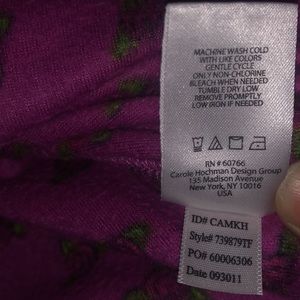 MACHINE WASH COLD
WITH LIKE COLORS
GENTLE CYCLE
ONLY NON-CHLORINE
BLEACH WHEN NEEDED
TUMBLE DRY LOW
REMOVE PROMPTLY
LOW IRON IF NEEDED
RN # 60766
Carole Hochman Design Group
135 Madison Avenue
New York, NY 10016
USA
ID# CAMKH
Style# 739879TF
PO# 60006306
Date 093011